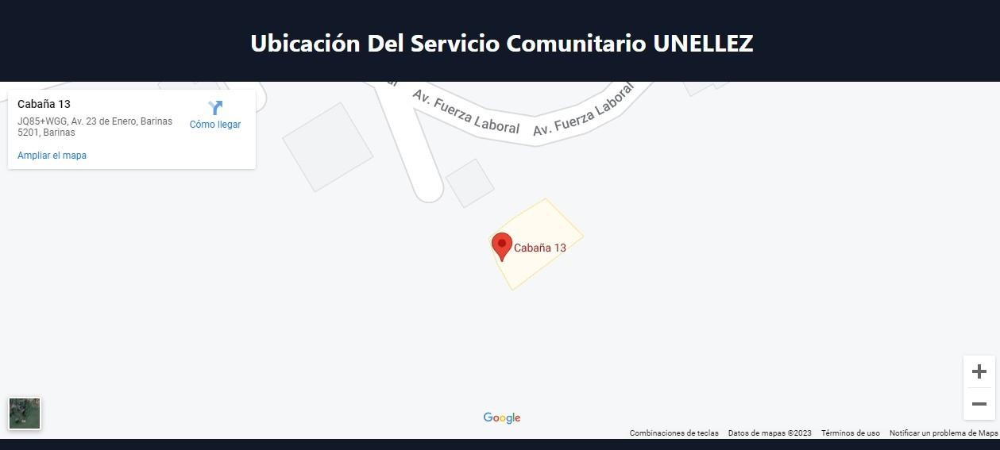 Ubicación Del Servicio Comunitario UNELLEZ
Cabaña 13
JQ85+WGG, Av. 23 de Enero, Barinas
5201, Barinas
Cómo llegar
Ampliar el mapa
al
Av. Fuerza Laboral
Av. Fuerza Laboral
Cabaña 13
Google
Combinaciones de teclas
Datos de mapas ©2023
Términos de uso
Notificar un problema de Maps